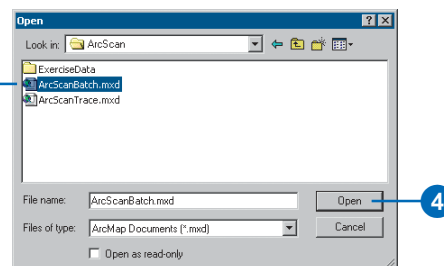 Open
Look in: ArcScan
ExerciseData
ArcScanBatch.mxd
ArcScanTrace.mxd
File name: ArcScanBatch.mxd Open 4
Files of type: ArcMap Documents (*.mxd) Cancel
Open as read-only